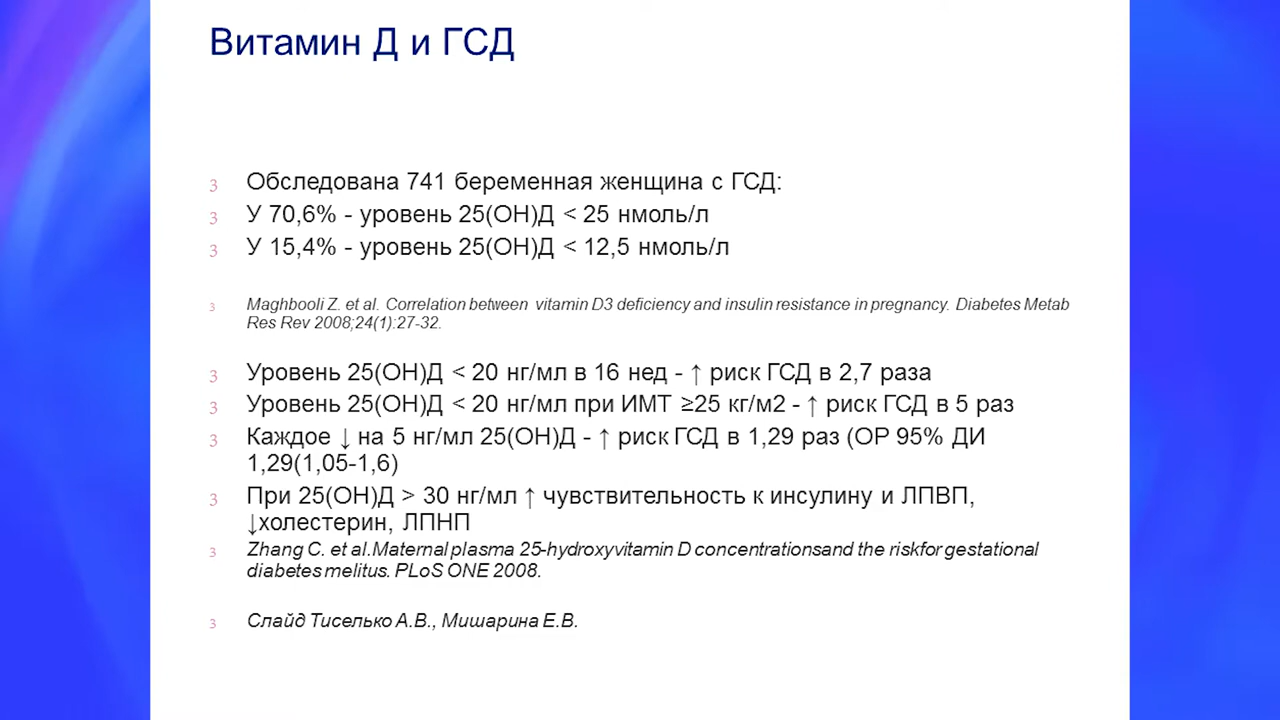 Витамин Д и ГСД
З Обследована 741 беременная женщина с ГСД:
З У 70,6% - уровень 25(ОН)Д < 25 нмоль/л
З У 15,4% - уровень 25(ОН)Д < 12,5 нмоль/л
З Maghbooli Z. et al. Correlation between vitamin D3 deficiency and insulin resistance in pregnancy. Diabetes Metab
Res Rev 2008;24(1):27-32.
З Уровень 25(ОН)Д < 20 нг/мл в 16 нед - ↑ риск ГСД в 2,7 раза
З Уровень 25(ОН)Д < 20 нг/мл при ИМТ ≥25 кг/м2 - ↑ риск ГСД в 5 раз
З Каждое ↓ на 5 нг/мл 25(ОН)Д - ↑ риск ГСД в 1,29 раз (ОР 95% ДИ
1,29(1,05-1,6)
З При 25(ОН)Д > 30 нг/мл ↑ чувствительность к инсулину и ЛПВП,
↓холестерин, ЛПНП
З Zhang C. et al.Maternal plasma 25-hydroxyvitamin D concentrationsand the riskfor gestational
diabetes melitus. PLoS ONE 2008.
З Слайд Тиселько А.В., Мишарина Е.В.